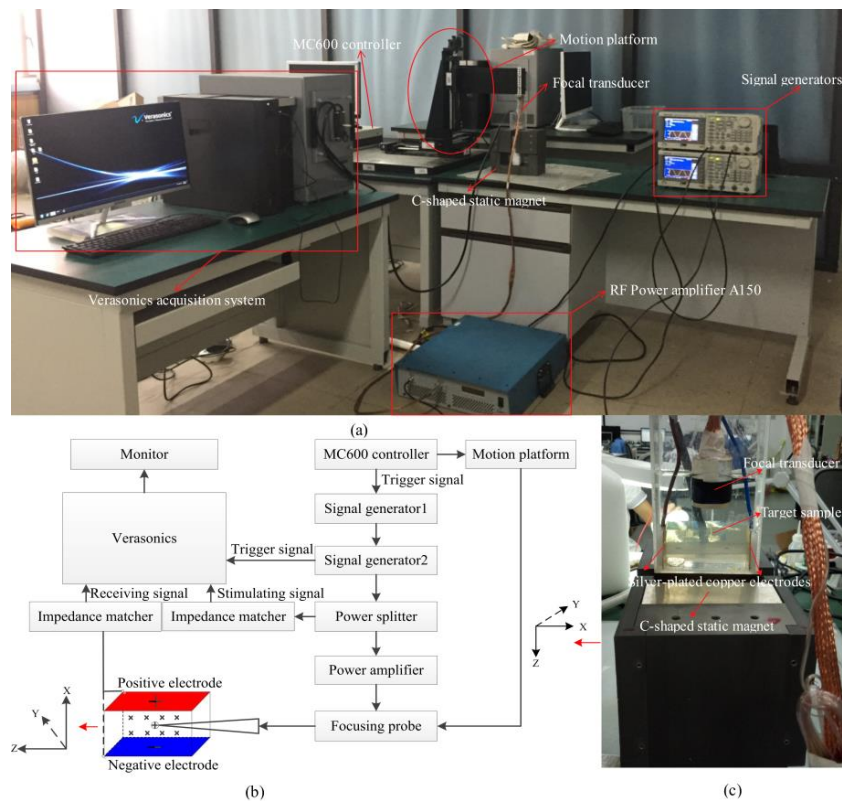 MC600 controller
Motion platform
Focal transducer
Signal generators
Verasonics
C-shaped static magnet
Verasonics acquisition system
RF Power amplifier A150
(a)
Monitor
MC600 controller
Motion platform
Trigger signal
Signal generator1
Verasonics
Trigger signal
Signal generator2
Receiving signal
Stimulating signal
Impedance matcher
Impedance matcher
Power splitter
Power amplifier
Positive electrode
X
Y
Z
+
Focusing probe
−
Negative electrode
(b)
Y
X
Z
Focal transducer
Target sample
Silver-plated copper electrodes
C-shaped static magnet
(c)